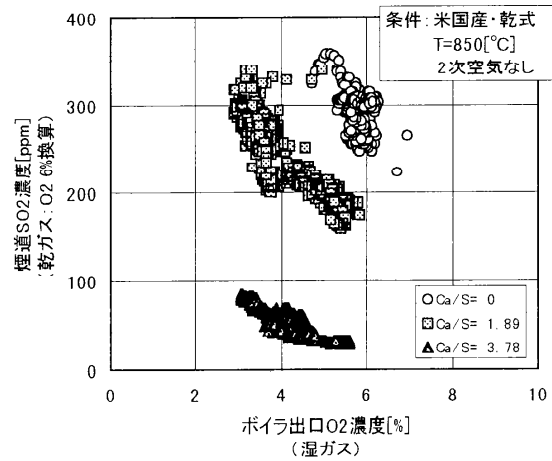 条件: 米国産・乾式
T=850[℃]
2次空気なし
煙道SO2濃度[ppm]
(乾ガス:O2 6%換算)
400
300
200
100
0
Ca/S= 0
Ca/S= 1.89
Ca/S= 3.78
0 2 4 6 8 10
ボイラ出口O2濃度[%]
(湿ガス)